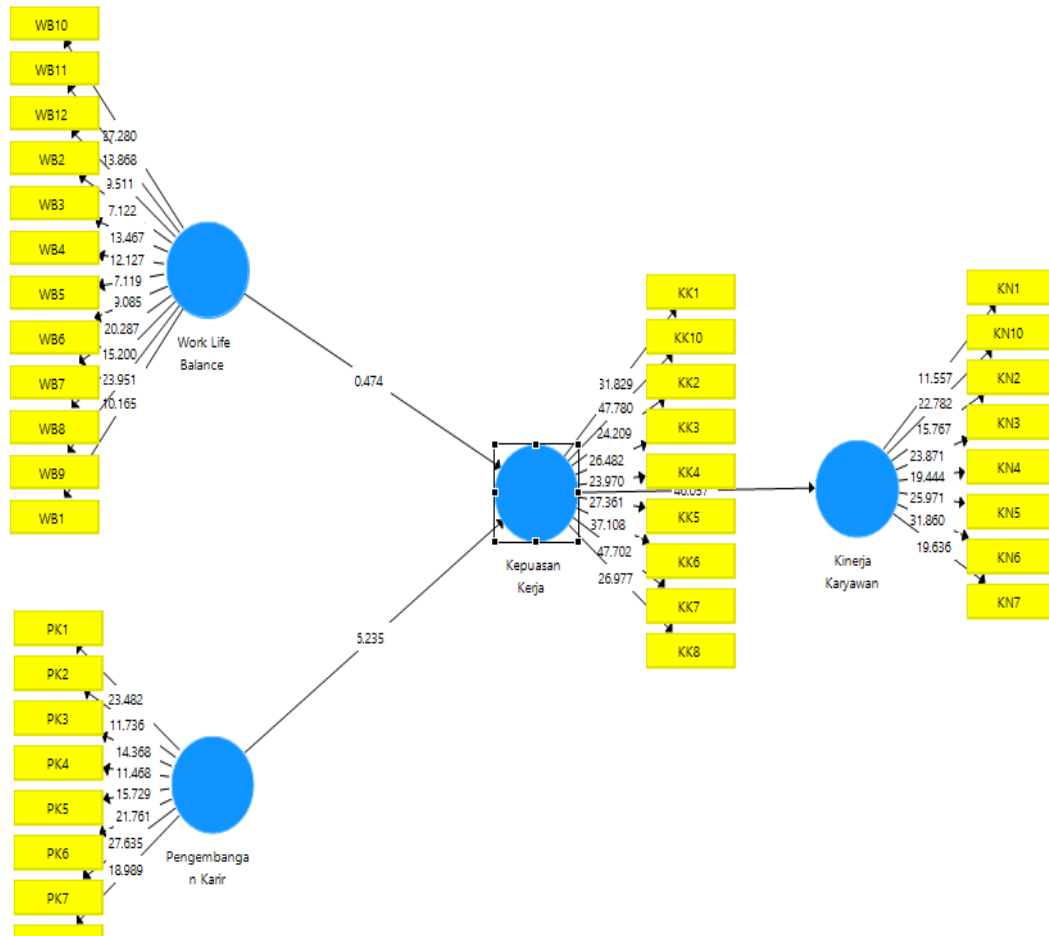 WB10
WB11
WB12
WB2
WB3
WB4
WB5
WB6
WB7
WB8
WB9
WB1
27.280
13.868
9.511
7.122
13.467
12.127
7.119
9.085
20.287
15.200
23.951
10.165
Work Life
Balance
0.474
PK1
PK2
PK3
PK4
PK5
PK6
PK7
23.482
11.736
14.368
11.468
15.729
21.761
27.635
18.989
Pengembanga
n Karir
5.235
Kepuasan
Kerja
31.829
47.780
24.209
26.482
23.970
27.361
37.108
47.702
26.977
KK1
KK10
KK2
KK3
KK4
KK5
KK6
KK7
KK8
Kinerja
Karyawan
11.557
22.782
15.767
23.871
19.444
25.971
31.860
19.636
KN1
KN10
KN2
KN3
KN4
KN5
KN6
KN7